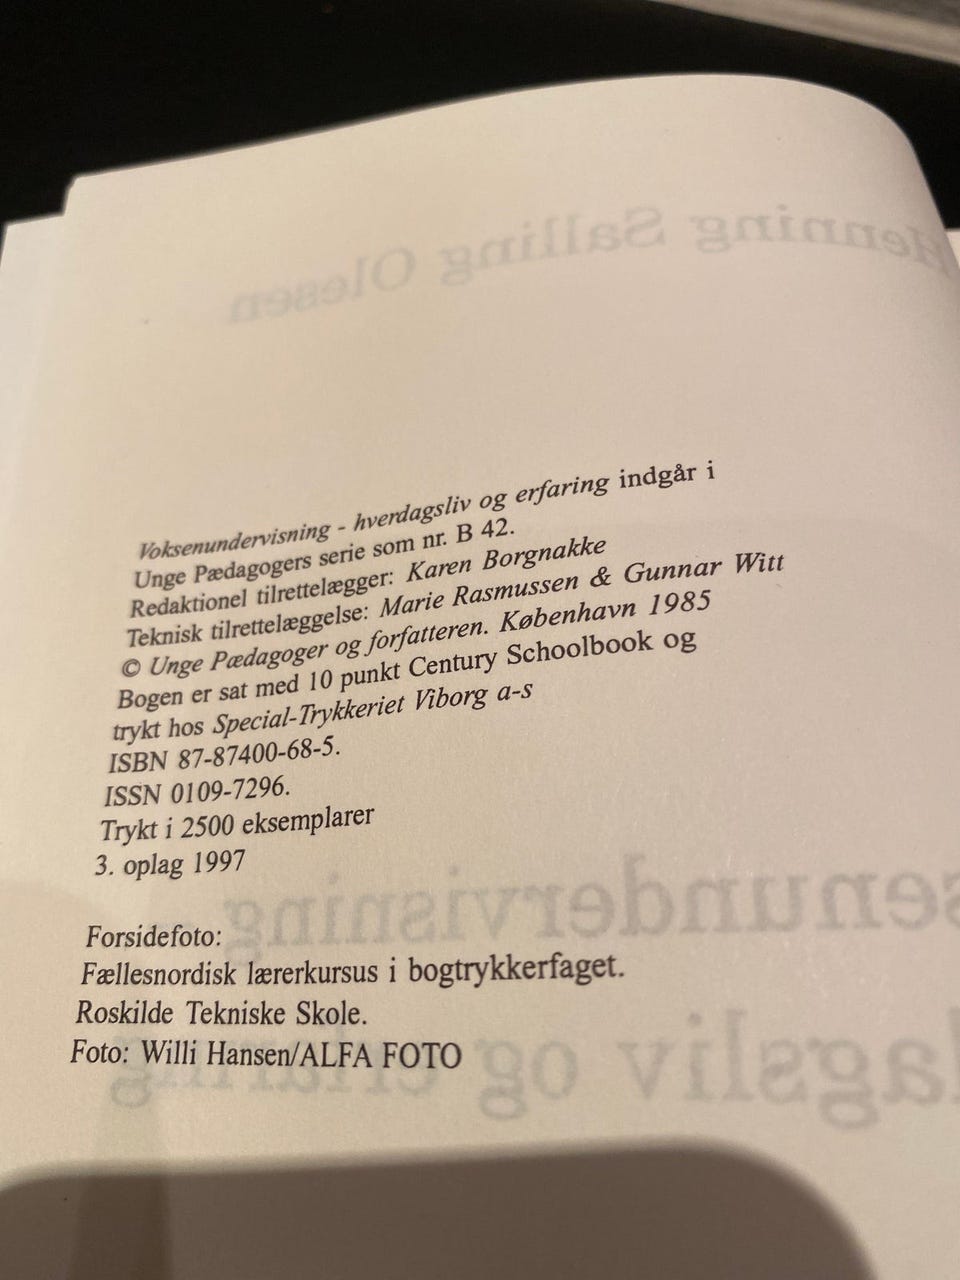 Henning Salling Olesen
Voksenundervisning - hverdagsliv og erfaring indgår i
Unge Pædagogers serie som nr. B 42.
Redaktionel tilrettelægger: Karen Borgnakke
Teknisk tilrettelæggelse: Marie Rasmussen & Gunnar Witt
© Unge Pædagoger og forfatteren. København 1985
Bogen er sat med 10 punkt Century Schoolbook og
trykt hos Special-Trykkeriet Viborg a-s
ISBN 87-87400-68-5.
ISSN 0109-7296.
Trykt i 2500 eksemplarer
3. oplag 1997
Forsidefoto:
Fællesnordisk lærerkursus i bogtrykkerfaget.
Roskilde Tekniske Skole.
Foto: Willi Hansen/ALFA FOTO